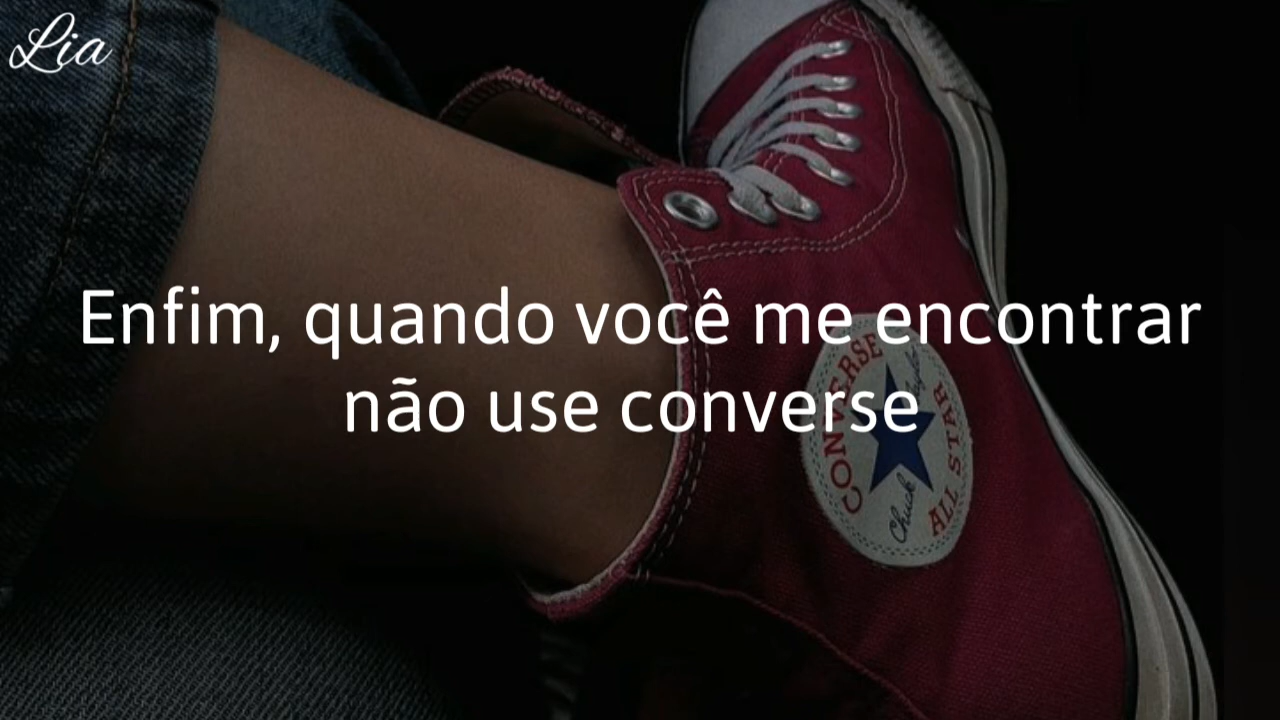 Lia
Enfim, quando você me encontrar
não use converse
CONVERSE
ALL STAR
Chuck